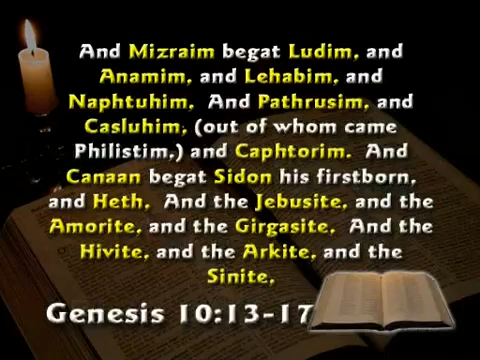 And Mizraim begat Ludim, and
Anamim, and Lehabim, and
Naphtuhim,  And Pathrusim, and
Casluhim, (out of whom came
Philistim,) and Caphtorim.  And
Canaan begat Sidon his firstborn,
and Heth,  And the Jebusite, and the
Amorite, and the Girgasite,  And the
Hivite, and the Arkite, and the
Sinite,
Genesis 10:13-17